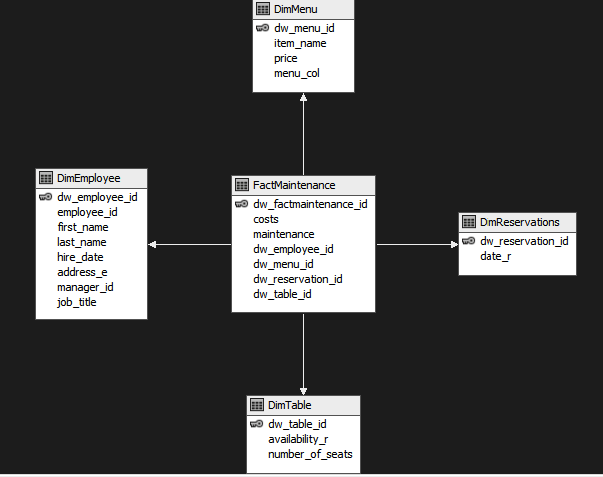 DimMenu
dw_menu_id
item_name
price
menu_col
DimEmployee
dw_employee_id
employee_id
first_name
last_name
hire_date
address_e
manager_id
job_title
FactMaintenance
dw_factmaintenance_id
costs
maintenance
dw_employee_id
dw_menu_id
dw_reservation_id
dw_table_id
DmReservations
dw_reservation_id
date_r
DimTable
dw_table_id
availability_r
number_of_seats